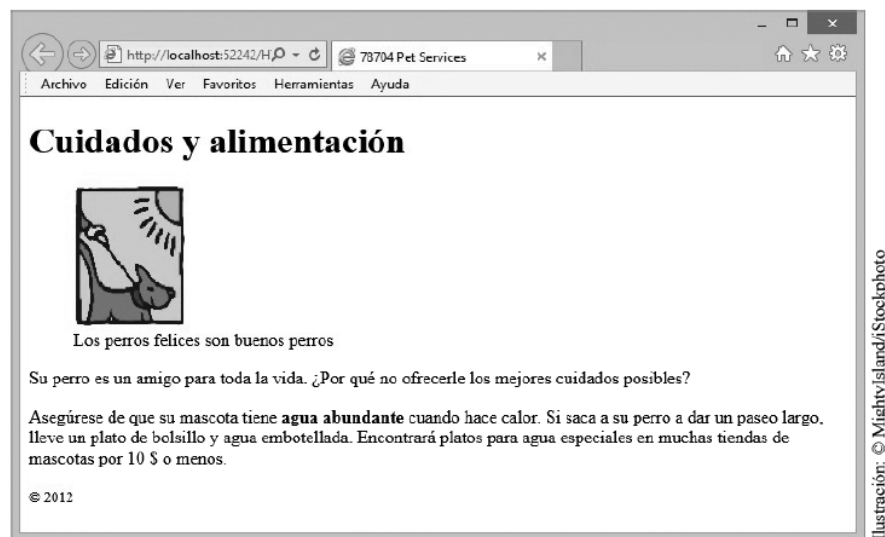 http://localhost:52242/H
78704 Pet Services
Archivo Edición Ver Favoritos Herramientas Ayuda
Cuidados y alimentación
Los perros felices son buenos perros
Su perro es un amigo para toda la vida. ¿Por qué no ofrecerle los mejores cuidados posibles?
Asegúrese de que su mascota tiene agua abundante cuando hace calor. Si saca a su perro a dar un paseo largo,
lleve un plato de bolsillo y agua embotellada. Encontrará platos para agua especiales en muchas tiendas de
mascotas por 10 $ o menos.
© 2012
Ilustración: © MightyIsland/iStockphoto